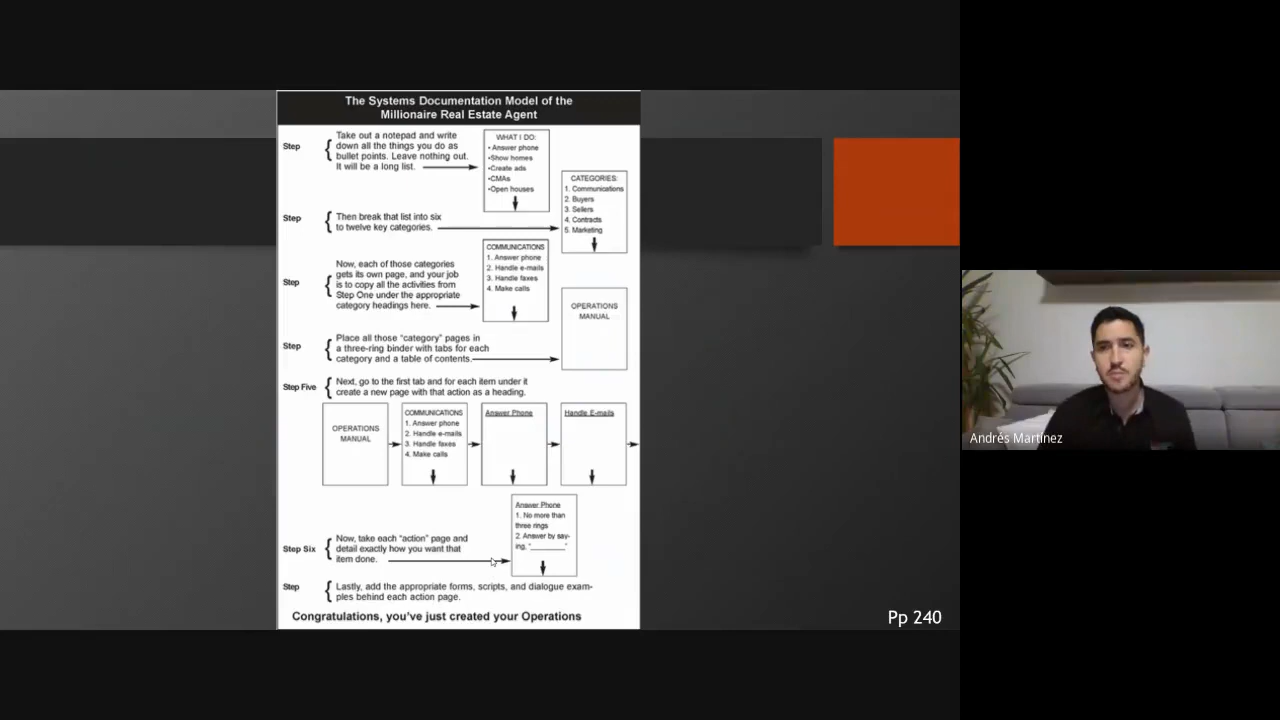 The Systems Documentation Model of the
Millionaire Real Estate Agent
Step
Take out a notepad and write
down all the things you do as
bullet points. Leave nothing out.
It will be a long list.
WHAT I DO:
• Answer phone
•Show homes
•Create ads
•CMAs
•Open houses
CATEGORIES:
1. Communications
2. Buyers
3. Sellers
4. Contracts
5. Marketing
Step
Then break that list into six
to twelve key categories.
COMMUNICATIONS
1. Answer phone
2. Handle e-mails
3. Handle faxes
4. Make calls
Step
Now, each of those categories
gets its own page, and your job
is to copy all the activities from
Step One under the appropriate
category headings here.
OPERATIONS
MANUAL
Step
Place all those “category” pages in
a three-ring binder with tabs for each
category and a table of contents.
Step Five
Next, go to the first tab and for each item under it
create a new page with that action as a heading.
OPERATIONS
MANUAL
COMMUNICATIONS
1. Answer phone
2. Handle e-mails
3. Handle faxes
4. Make calls
Answer Phone
Handle E-mails
Answer Phone
1. No more than
three rings
2. Answer by say-
ing, “________”
Step Six
Now, take each “action” page and
detail exactly how you want that
item done.
Step
Lastly, add the appropriate forms, scripts, and dialogue exam-
ples behind each action page.
Congratulations, you’ve just created your Operations
Pp 240
Andrés Martínez